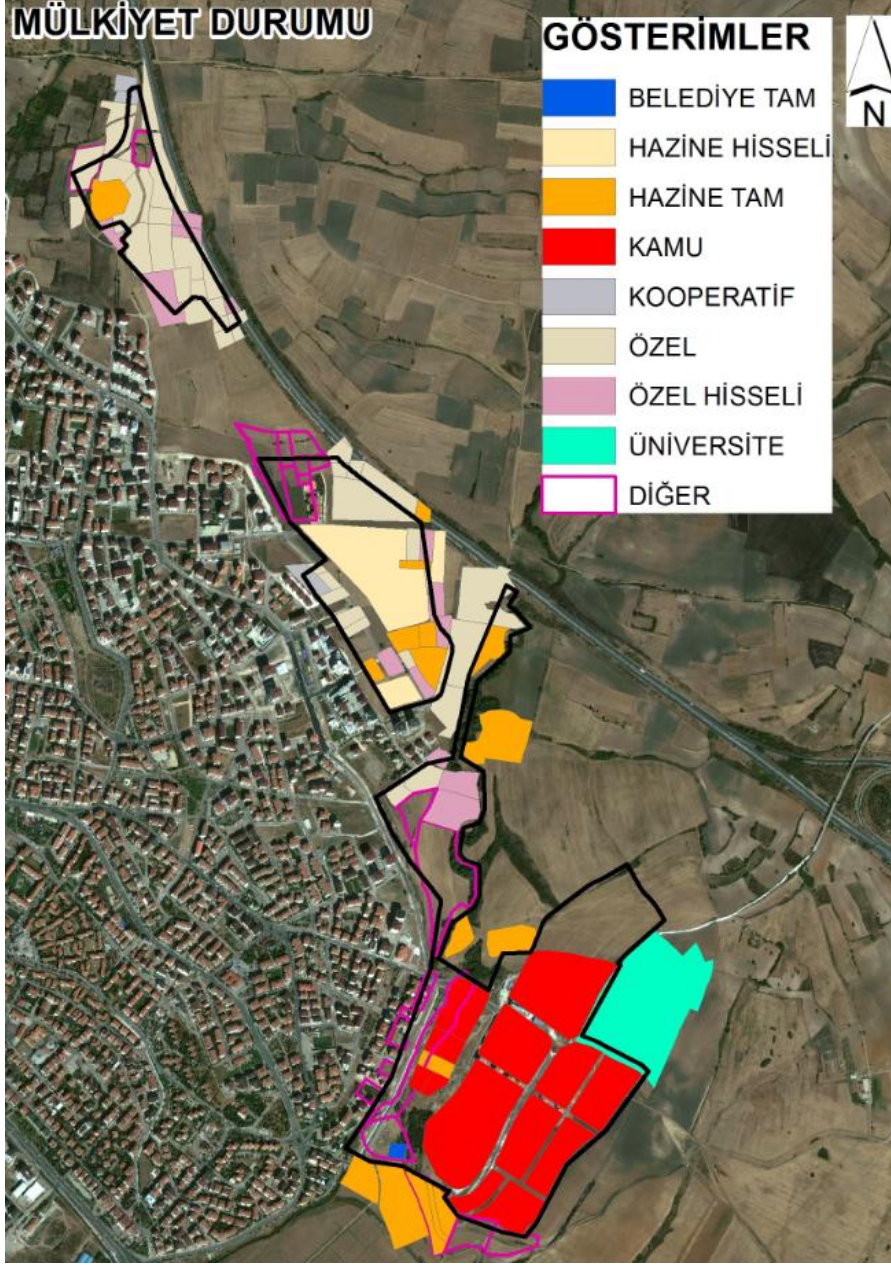 MÜLKİYET DURUMU
GÖSTERİMLER
BELEDİYE TAM
HAZİNE HİSSELİ
HAZİNE TAM
KAMU
KOOPERATİF
ÖZEL
ÖZEL HİSSELİ
ÜNİVERSİTE
DİĞER
N